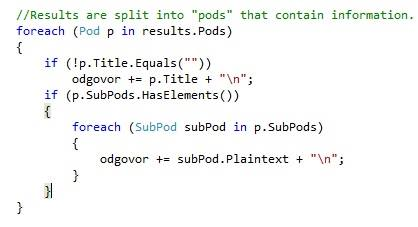 //Results are split into "pods" that contain information.
foreach (Pod p in results.Pods)
{
    if (!p.Title.Equals(""))
        odgovor += p.Title + "\n";
    if (p.SubPods.HasElements())
    {
        foreach (SubPod subPod in p.SubPods)
        {
            odgovor += subPod.Plaintext + "\n";
        }
    }
}